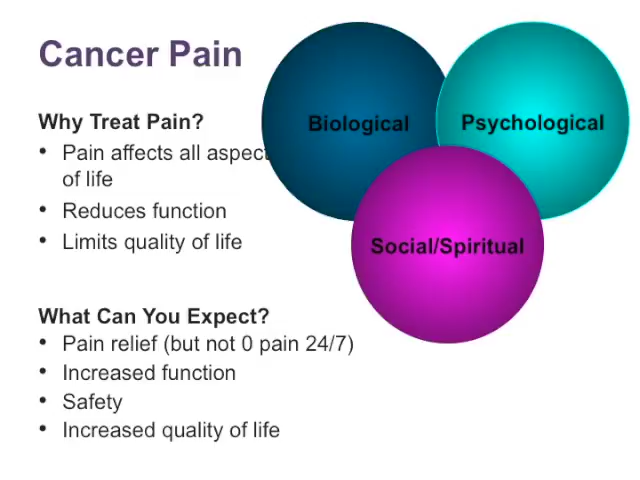 Cancer Pain
Why Treat Pain?
• Pain affects all aspect
of life
• Reduces function
• Limits quality of life
What Can You Expect?
• Pain relief (but not 0 pain 24/7)
• Increased function
• Safety
• Increased quality of life
Biological
Psychological
Social/Spiritual